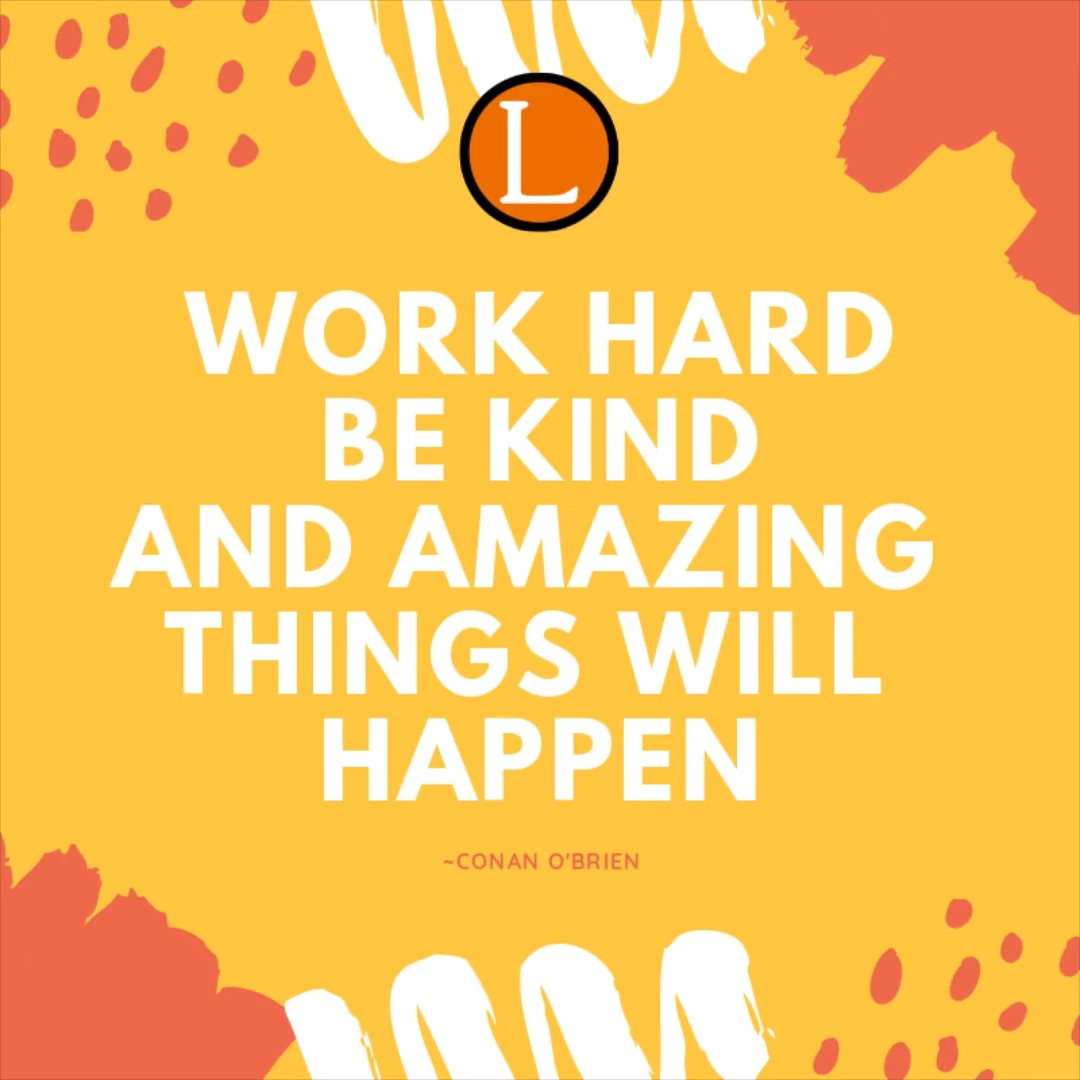 L
WORK HARD
BE KIND
AND AMAZING
THINGS WILL
HAPPEN
~CONAN O'BRIEN